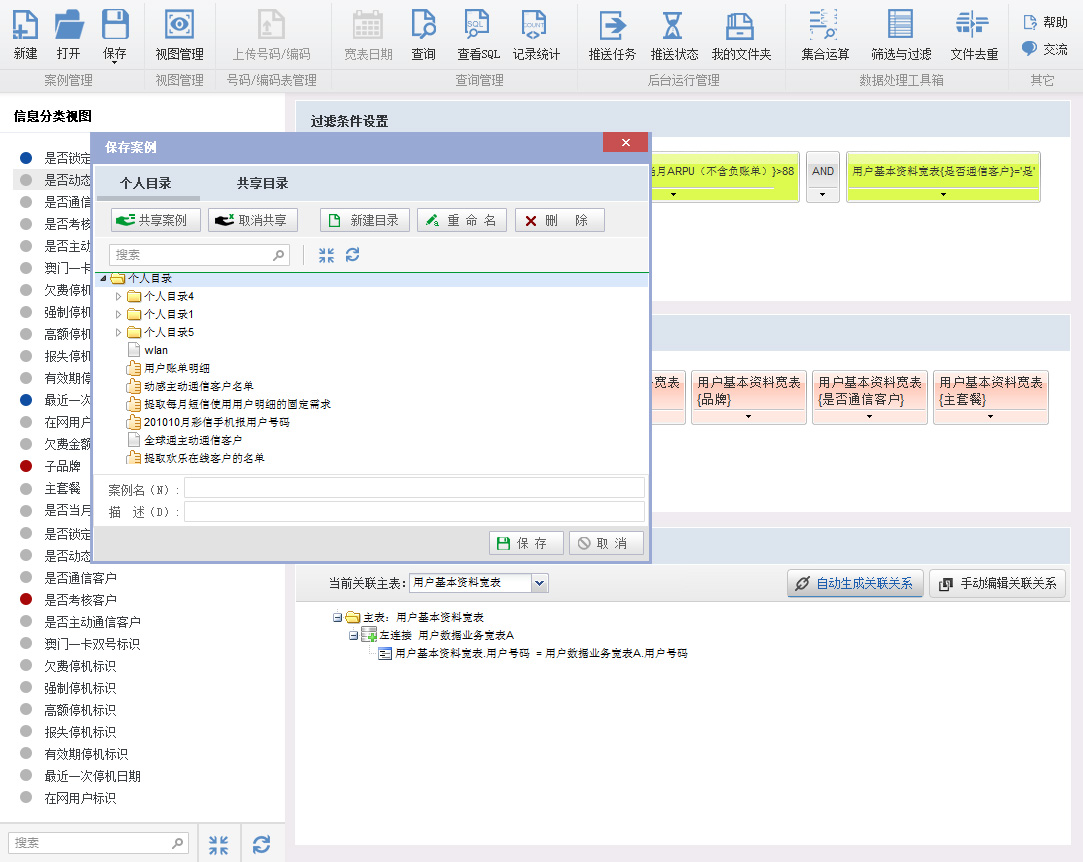 新建 打开 保存 视图管理 上传号码/编码 宽表日期 查询 查看SQL 记录统计 推送任务 推送状态 我的文件夹 集合运算 筛选与过滤 文件去重 帮助
交流
案例管理 视图管理 号码/编码表管理 查询管理 后台运行管理 数据处理工具箱 其它
信息分类视图
是否锁定
是否动态
是否通信
是否考核
是否主动
澳门一卡
欠费停机
强制停机
高额停机
报失停机
有效期停
最近一次
在网用户
欠费金额
子品牌
主套餐
是否当月
是否锁定
是否动态
是否通信客户
是否考核客户
是否主动通信客户
澳门一卡双号标识
欠费停机标识
强制停机标识
高额停机标识
报失停机标识
有效期停机标识
最近一次停机日期
在网用户标识
搜索
过滤条件设置
当月ARPU（不含负账单）}>88 AND 用户基本资料宽表{是否通信客户}='是'
保存案例
个人目录 共享目录
共享案例 取消共享 新建目录 重 命 名 删 除
搜索
个人目录
个人目录4
个人目录1
个人目录5
wlan
用户账单明细
动感主动通信客户名单
提取每月短信使用用户明细的固定需求
201010月彩信手机报用户号码
全球通主动通信客户
提取欢乐在线客户的名单
案例名（N）:
描 述（D）:
保 存 取 消
宽表
用户基本资料宽表
{品牌}
用户基本资料宽表
{是否通信客户}
用户基本资料宽表
{主套餐}
当前关联主表: 用户基本资料宽表 自动生成关联关系 手动编辑关联关系
主表: 用户基本资料宽表
左连接 用户数据业务宽表A
用户基本资料宽表.用户号码 = 用户数据业务宽表A.用户号码